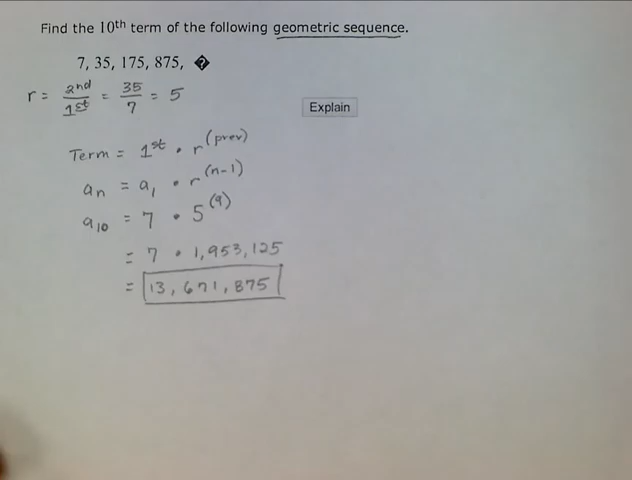 Find the 10th term of the following geometric sequence.
7, 35, 175, 875, �
r = 2nd/1st = 35/7 = 5
Explain
Term = 1st · r^(prev)
an = a1 · r^(n-1)
a10 = 7 · 5^(9)
= 7 · 1,953,125
= 13,671,875